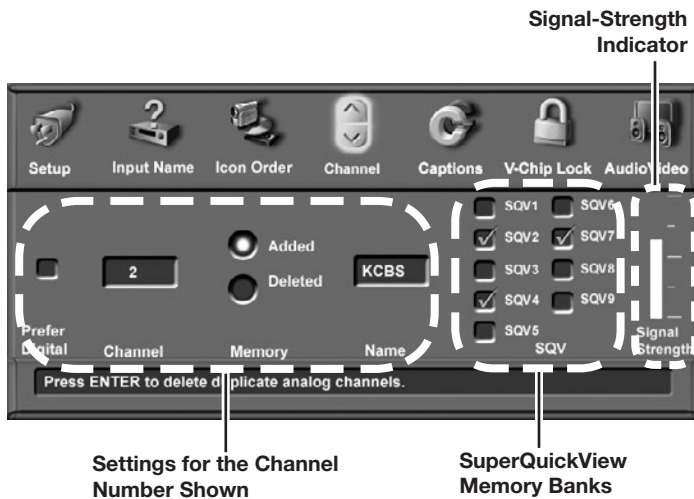 Signal-Strength
Indicator
Setup
Input Name
Icon Order
Channel
Captions
V-Chip Lock
AudioVideo
SQV1
SQV6
SQV2
SQV7
SQV3
SQV8
SQV4
SQV9
SQV5
SQV
2
Added
Deleted
KCBS
Prefer
Digital
Channel
Memory
Name
Signal
Strength
Press ENTER to delete duplicate analog channels.
Settings for the Channel
Number Shown
SuperQuickView
Memory Banks